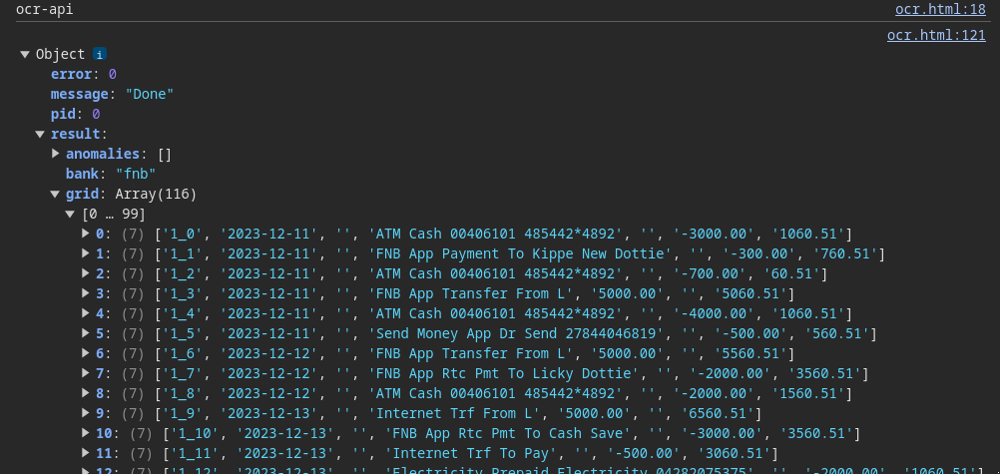 ocr-api ocr.html:18
ocr.html:121
▼ Object i
error: 0
message: "Done"
pid: 0
▼ result:
▶ anomalies: []
bank: "fnb"
▼ grid: Array(116)
▼ [0 … 99]
▶ 0: (7) ['1_0', '2023-12-11', '', 'ATM Cash 00406101 485442*4892', '', '-3000.00', '1060.51']
▶ 1: (7) ['1_1', '2023-12-11', '', 'FNB App Payment To Kippe New Dottie', '', '-300.00', '760.51']
▶ 2: (7) ['1_2', '2023-12-11', '', 'ATM Cash 00406101 485442*4892', '', '-700.00', '60.51']
▶ 3: (7) ['1_3', '2023-12-11', '', 'FNB App Transfer From L', '5000.00', '', '5060.51']
▶ 4: (7) ['1_4', '2023-12-11', '', 'ATM Cash 00406101 485442*4892', '', '-4000.00', '1060.51']
▶ 5: (7) ['1_5', '2023-12-11', '', 'Send Money App Dr Send 27844046819', '', '-500.00', '560.51']
▶ 6: (7) ['1_6', '2023-12-12', '', 'FNB App Transfer From L', '5000.00', '', '5560.51']
▶ 7: (7) ['1_7', '2023-12-12', '', 'FNB App Rtc Pmt To Licky Dottie', '', '-2000.00', '3560.51']
▶ 8: (7) ['1_8', '2023-12-12', '', 'ATM Cash 00406101 485442*4892', '', '-2000.00', '1560.51']
▶ 9: (7) ['1_9', '2023-12-13', '', 'Internet Trf From L', '5000.00', '', '6560.51']
▶ 10: (7) ['1_10', '2023-12-13', '', 'FNB App Rtc Pmt To Cash Save', '', '-3000.00', '3560.51']
▶ 11: (7) ['1_11', '2023-12-13', '', 'Internet Trf To Pay', '', '-500.00', '3060.51']
▶ 12: (7) ['1_12', '2023-12-13', '', 'Electricity Prepaid Electricity 04282075375', '', '-2000.00', '1060.51']